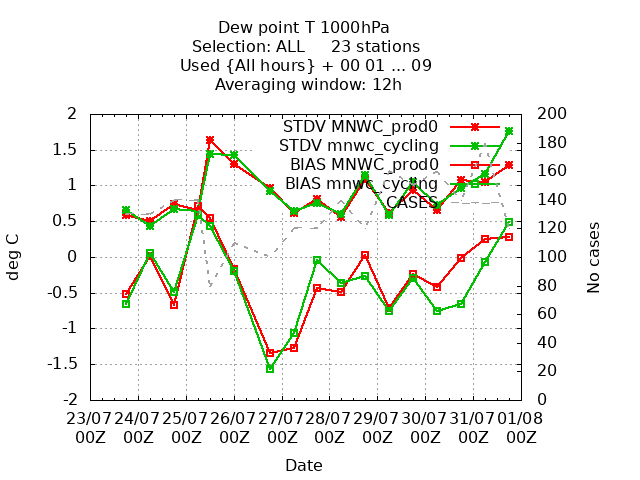 Dew point T 1000hPa
Selection: ALL 23 stations
Used {All hours} + 00 01 ... 09
Averaging window: 12h
2
1.5
1
0.5
0
-0.5
-1
-1.5
-2
deg C
200
180
160
140
120
100
80
60
40
20
0
No cases
STDV MNWC_prod0
STDV mnwc_cycling
BIAS MNWC_prod0
BIAS mnwc_cycling
CASES
23/07 24/07 25/07 26/07 27/07 28/07 29/07 30/07 31/07 01/08
00Z 00Z 00Z 00Z 00Z 00Z 00Z 00Z 00Z 00Z
Date